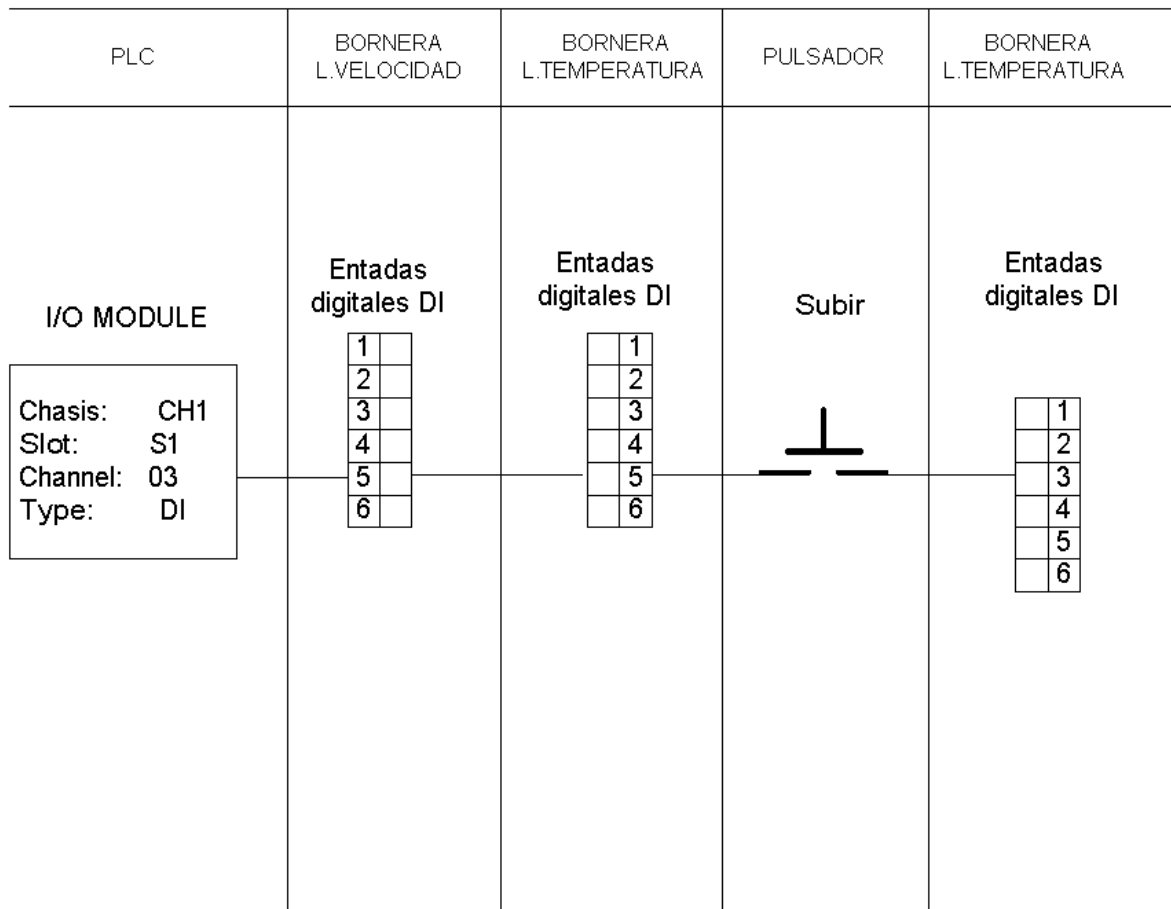 PLC
BORNERA
L.VELOCIDAD
BORNERA
L.TEMPERATURA
PULSADOR
BORNERA
L.TEMPERATURA
I/O MODULE
Chasis: CH1
Slot: S1
Channel: 03
Type: DI
Entadas
digitales DI
1
2
3
4
5
6
Entadas
digitales DI
1
2
3
4
5
6
Subir
Entadas
digitales DI
1
2
3
4
5
6